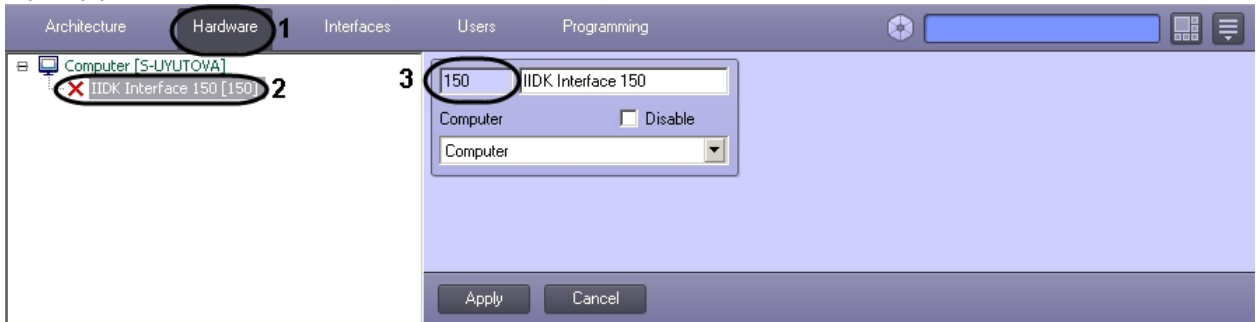 Architecture Hardware 1 Interfaces Users Programming
Computer [S-UYUTOVA]
IIDK Interface 150 [150] 2
3 150 IIDK Interface 150
Computer Disable
Computer
Apply Cancel